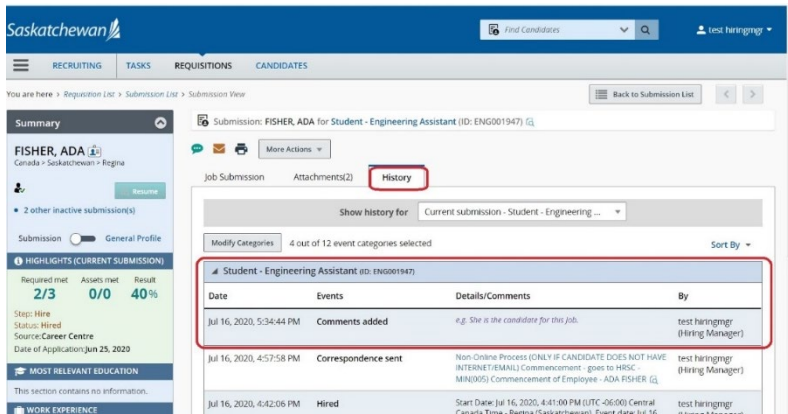 Saskatchewan
Find Candidates
test hiringmgr
RECRUITING TASKS REQUISITIONS CANDIDATES
You are here > Requisition List > Submission List > Submission View
Back to Submission List
Summary
Submission: FISHER, ADA for Student - Engineering Assistant (ID: ENG001947)
FISHER, ADA
Canada > Saskatchewan > Regina
More Actions
Resume
Job Submission Attachments(2) History
2 other inactive submission(s)
Show history for Current submission - Student - Engineering ...
Submission General Profile
Modify Categories 4 out of 12 event categories selected Sort By
HIGHLIGHTS (CURRENT SUBMISSION)
Student - Engineering Assistant (ID: ENG001947)
Required met Assets met Result
2/3 0/0 40%
Date Events Details/Comments By
Step: Hire
Status: Hired
Source:Career Centre
Date of Application:Jun 25, 2020
Jul 16, 2020, 5:34:44 PM Comments added e.g. She is the candidate for this job. test hiringmgr
(Hiring Manager)
MOST RELEVANT EDUCATION
This section contains no information.
WORK EXPERIENCE
Jul 16, 2020, 4:57:58 PM Correspondence sent Non-Online Process (ONLY IF CANDIDATE DOES NOT HAVE test hiringmgr
INTERNET/EMAIL) Commencement - goes to HRSC - (Hiring Manager)
MIN(005) Commencement of Employee - ADA FISHER
Jul 16, 2020, 4:42:06 PM Hired Start Date: Jul 16, 2020, 4:41:00 PM (UTC -06:00) Central test hiringmgr
Canada Time - Regina (Saskatchewan), Event date: Jul 16, (Hiring Manager)